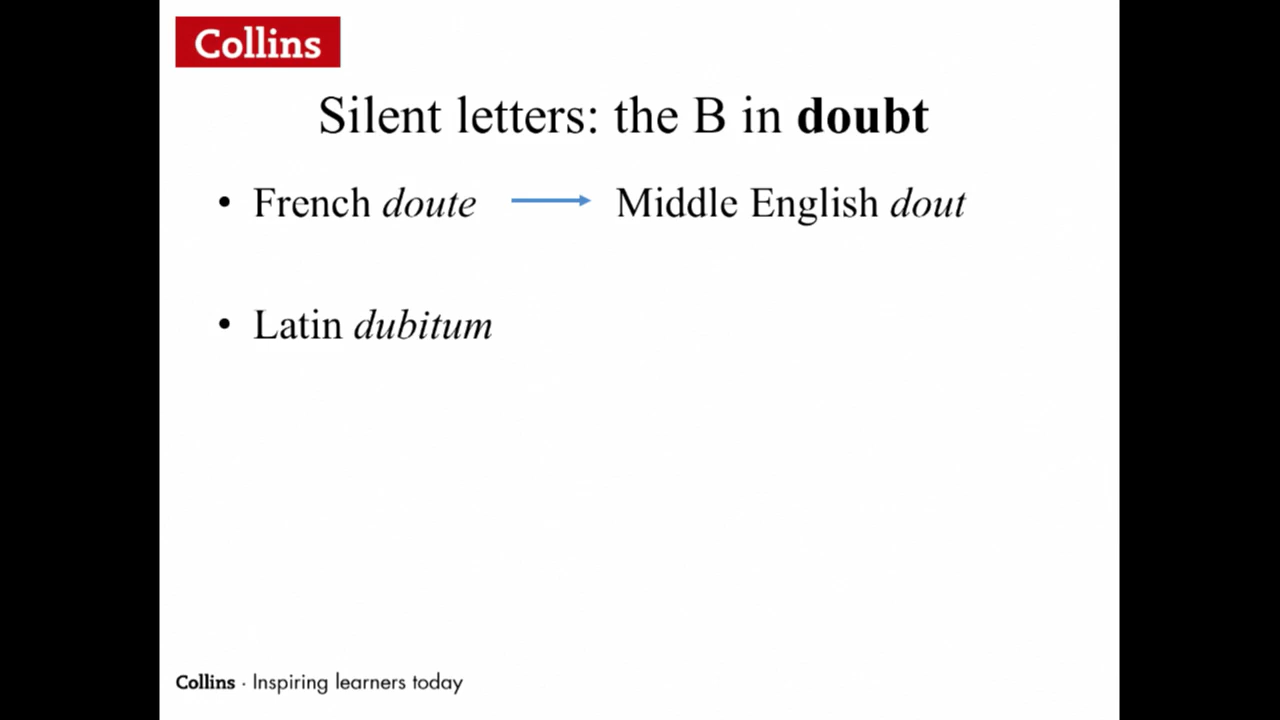 Collins
Silent letters: the B in doubt
• French doute → Middle English dout
• Latin dubitum
Collins · Inspiring learners today